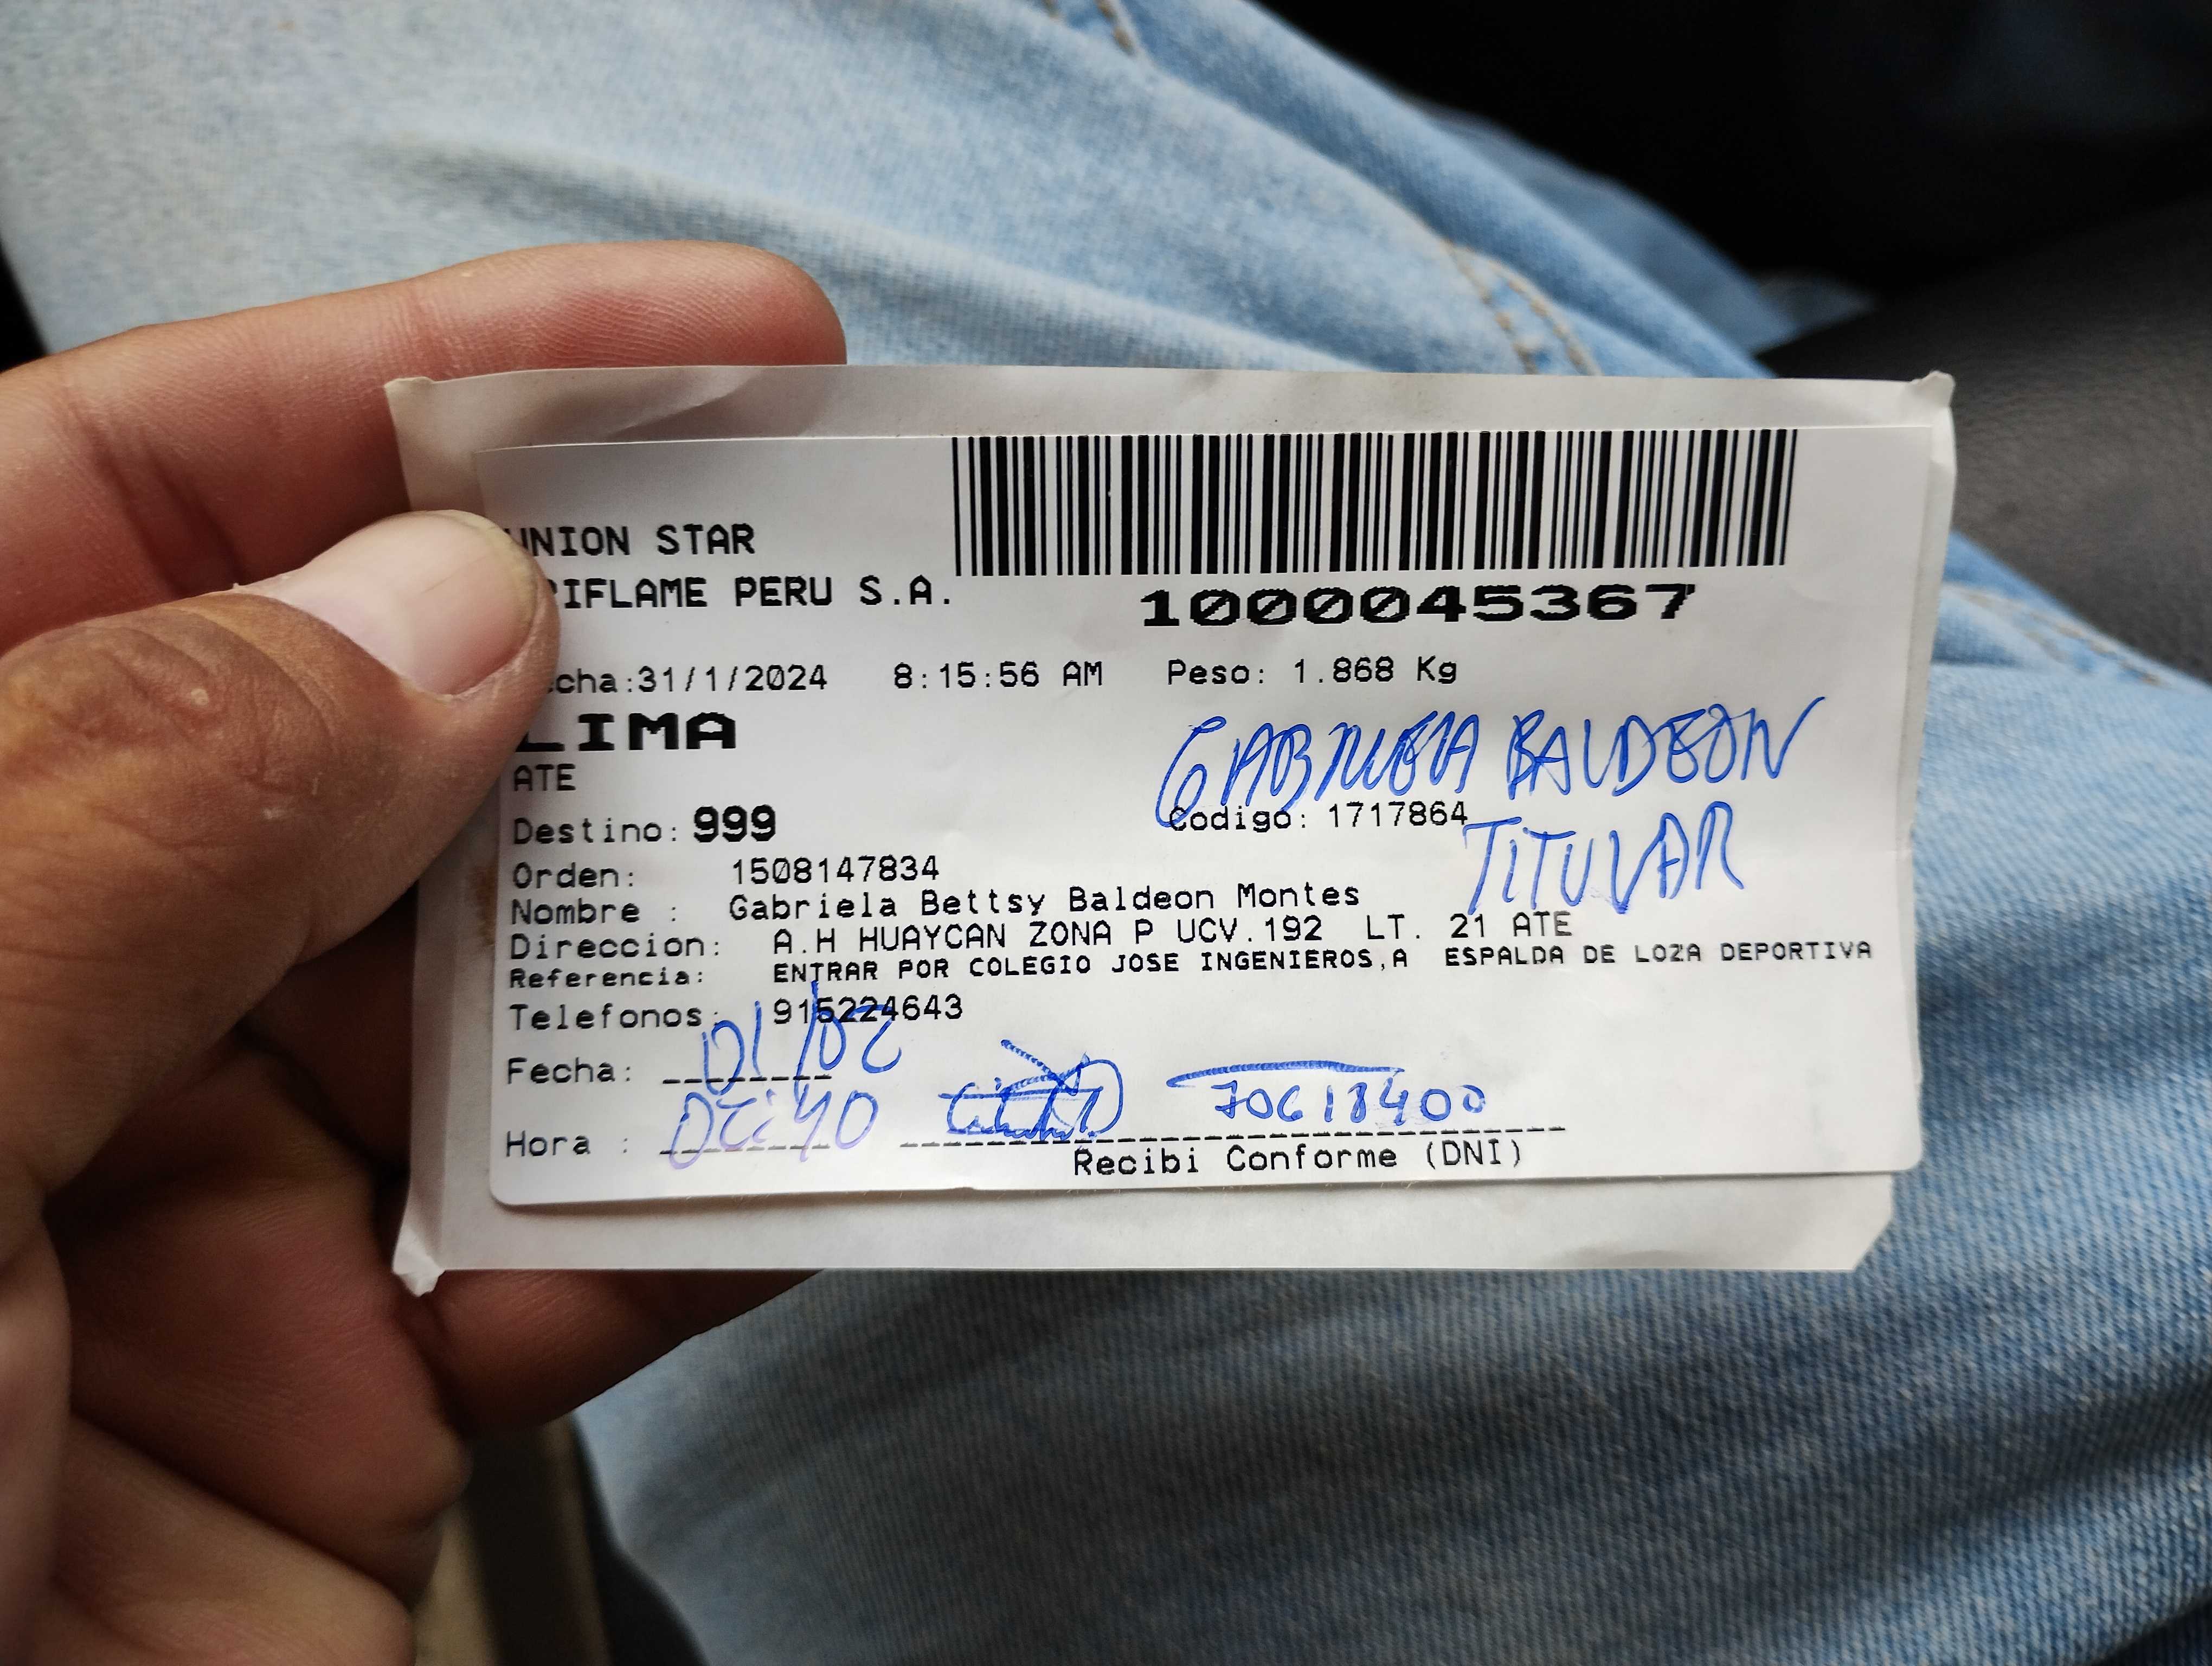 UNION STAR
RIFLAME PERU S.A.
1000045367
cha:31/1/2024 8:15:56 AM Peso: 1.868 Kg
LIMA
GABRIELA BALDEON
ATE
Destino: 999 Codigo: 1717864
TITULAR
Orden: 1508147834
Nombre : Gabriela Bettsy Baldeon Montes
Direccion: A.H HUAYCAN ZONA P UCV.192 LT. 21 ATE
Referencia: ENTRAR POR COLEGIO JOSE INGENIEROS,A ESPALDA DE LOZA DEPORTIVA
Telefonos: 915224643
Fecha: 01/02
Hora : 70618400
Recibi Conforme (DNI)